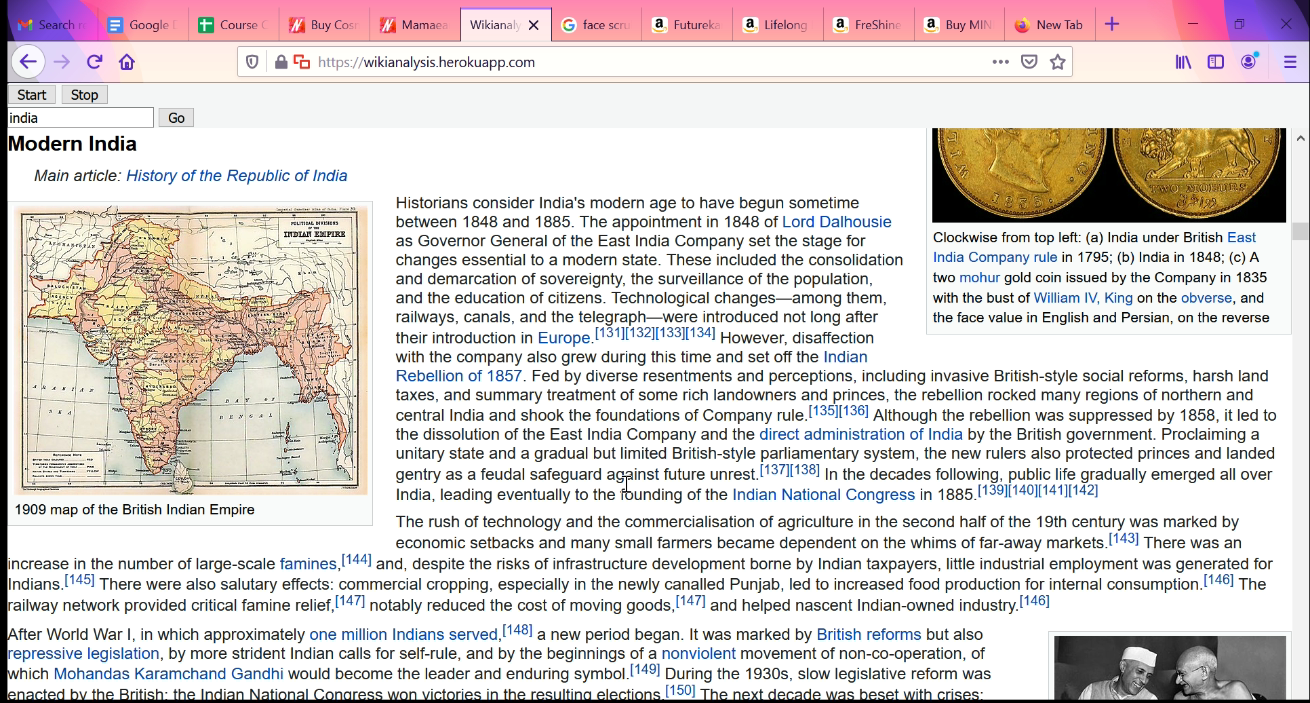 Search r
Google D
Course C
Buy Cosr
Mamaea
Wikianaly
face scru
Futureka
Lifelong
FreShine
Buy MIN
New Tab
https://wikianalysis.herokuapp.com
Start Stop
india Go
Modern India
Main article: History of the Republic of India
POLITICAL DIVISIONS
OF THE
INDIAN EMPIRE
ARABIAN
SEA
BAY OF
BENGAL
1909 map of the British Indian Empire
Historians consider India's modern age to have begun sometime
between 1848 and 1885. The appointment in 1848 of Lord Dalhousie
as Governor General of the East India Company set the stage for
changes essential to a modern state. These included the consolidation
and demarcation of sovereignty, the surveillance of the population,
and the education of citizens. Technological changes—among them,
railways, canals, and the telegraph—were introduced not long after
their introduction in Europe.[131][132][133][134] However, disaffection
with the company also grew during this time and set off the Indian
Rebellion of 1857. Fed by diverse resentments and perceptions, including invasive British-style social reforms, harsh land
taxes, and summary treatment of some rich landowners and princes, the rebellion rocked many regions of northern and
central India and shook the foundations of Company rule.[135][136] Although the rebellion was suppressed by 1858, it led to
the dissolution of the East India Company and the direct administration of India by the British government. Proclaiming a
unitary state and a gradual but limited British-style parliamentary system, the new rulers also protected princes and landed
gentry as a feudal safeguard against future unrest.[137][138] In the decades following, public life gradually emerged all over
India, leading eventually to the founding of the Indian National Congress in 1885.[139][140][141][142]
The rush of technology and the commercialisation of agriculture in the second half of the 19th century was marked by
economic setbacks and many small farmers became dependent on the whims of far-away markets.[143] There was an
increase in the number of large-scale famines,[144] and, despite the risks of infrastructure development borne by Indian taxpayers, little industrial employment was generated for
Indians.[145] There were also salutary effects: commercial cropping, especially in the newly canalled Punjab, led to increased food production for internal consumption.[146] The
railway network provided critical famine relief,[147] notably reduced the cost of moving goods,[147] and helped nascent Indian-owned industry.[146]
After World War I, in which approximately one million Indians served,[148] a new period began. It was marked by British reforms but also
repressive legislation, by more strident Indian calls for self-rule, and by the beginnings of a nonviolent movement of non-co-operation, of
which Mohandas Karamchand Gandhi would become the leader and enduring symbol.[149] During the 1930s, slow legislative reform was
enacted by the British; the Indian National Congress won victories in the resulting elections.[150] The next decade was beset with crises:
TWO MOHURS
Clockwise from top left: (a) India under British East
India Company rule in 1795; (b) India in 1848; (c) A
two mohur gold coin issued by the Company in 1835
with the bust of William IV, King on the obverse, and
the face value in English and Persian, on the reverse